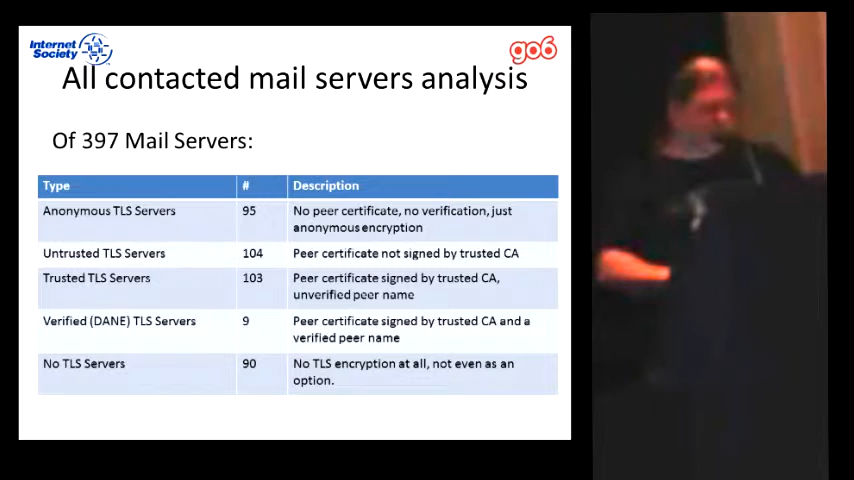 Internet
Society
go6
All contacted mail servers analysis
Of 397 Mail Servers:
Type # Description
Anonymous TLS Servers 95 No peer certificate, no verification, just
anonymous encryption
Untrusted TLS Servers 104 Peer certificate not signed by trusted CA
Trusted TLS Servers 103 Peer certificate signed by trusted CA,
unverified peer name
Verified (DANE) TLS Servers 9 Peer certificate signed by trusted CA and a
verified peer name
No TLS Servers 90 No TLS encryption at all, not even as an
option.